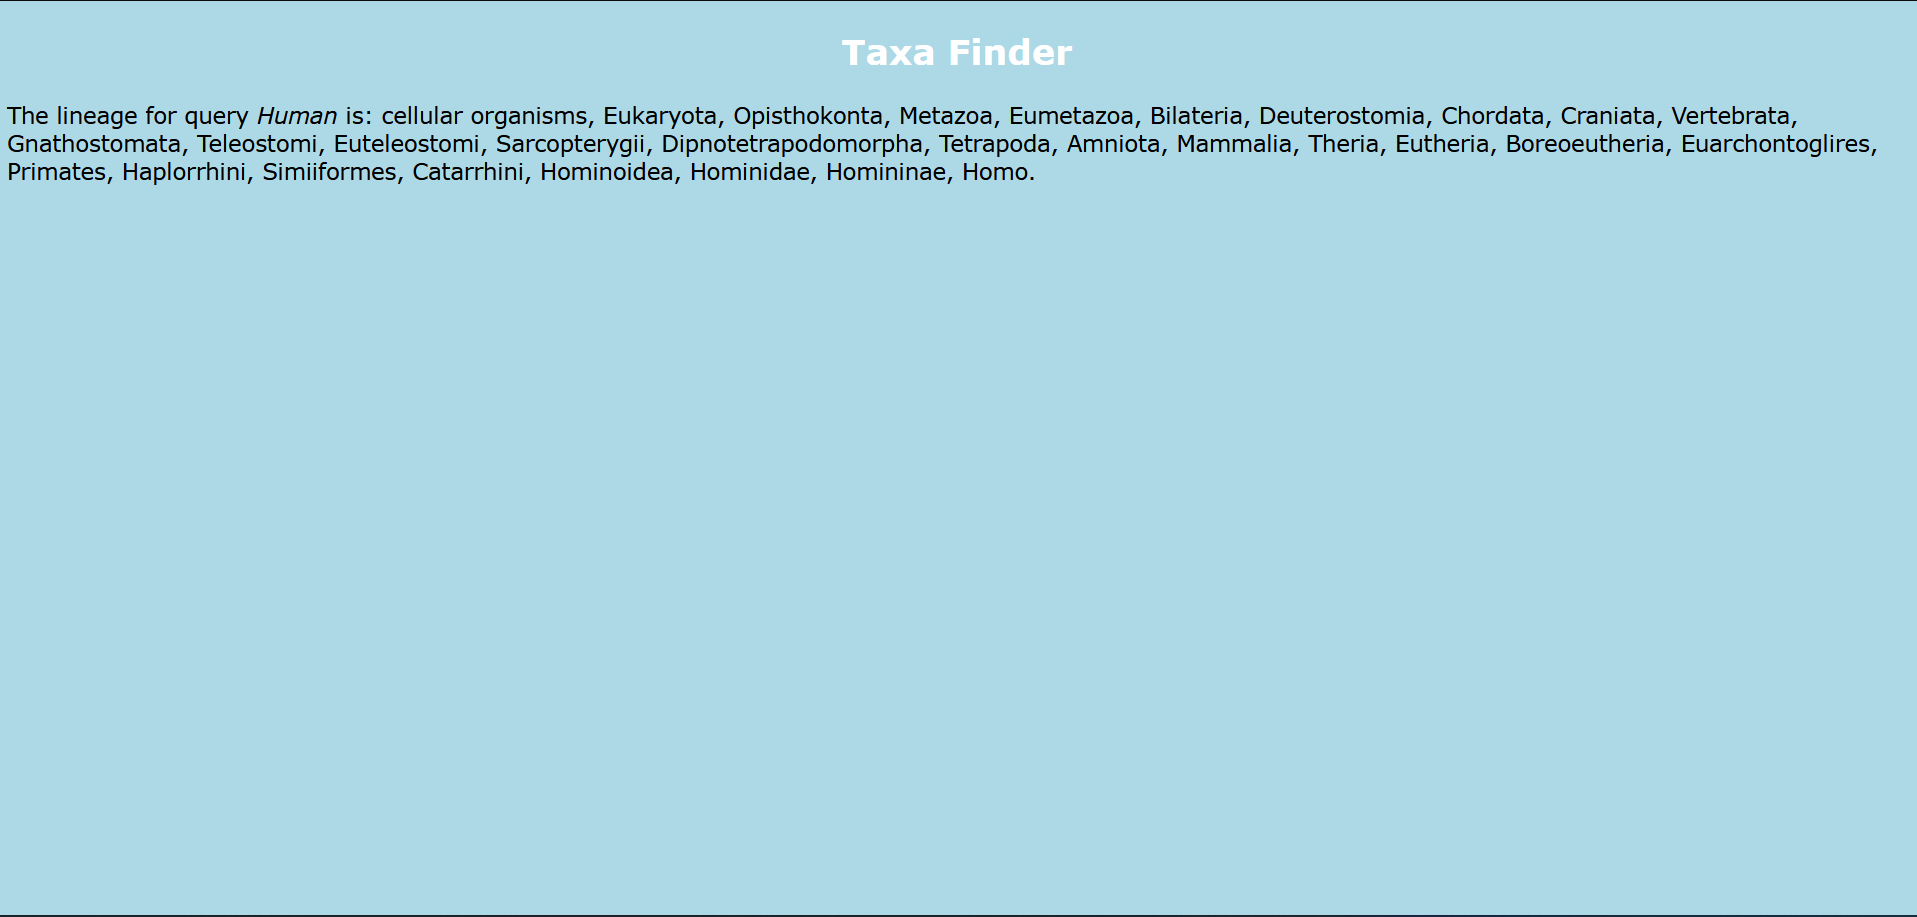 Taxa Finder
The lineage for query Human is: cellular organisms, Eukaryota, Opisthokonta, Metazoa, Eumetazoa, Bilateria, Deuterostomia, Chordata, Craniata, Vertebrata,
Gnathostomata, Teleostomi, Euteleostomi, Sarcopterygii, Dipnotetrapodomorpha, Tetrapoda, Amniota, Mammalia, Theria, Eutheria, Boreoeutheria, Euarchontoglires,
Primates, Haplorrhini, Simiiformes, Catarrhini, Hominoidea, Hominidae, Homininae, Homo.